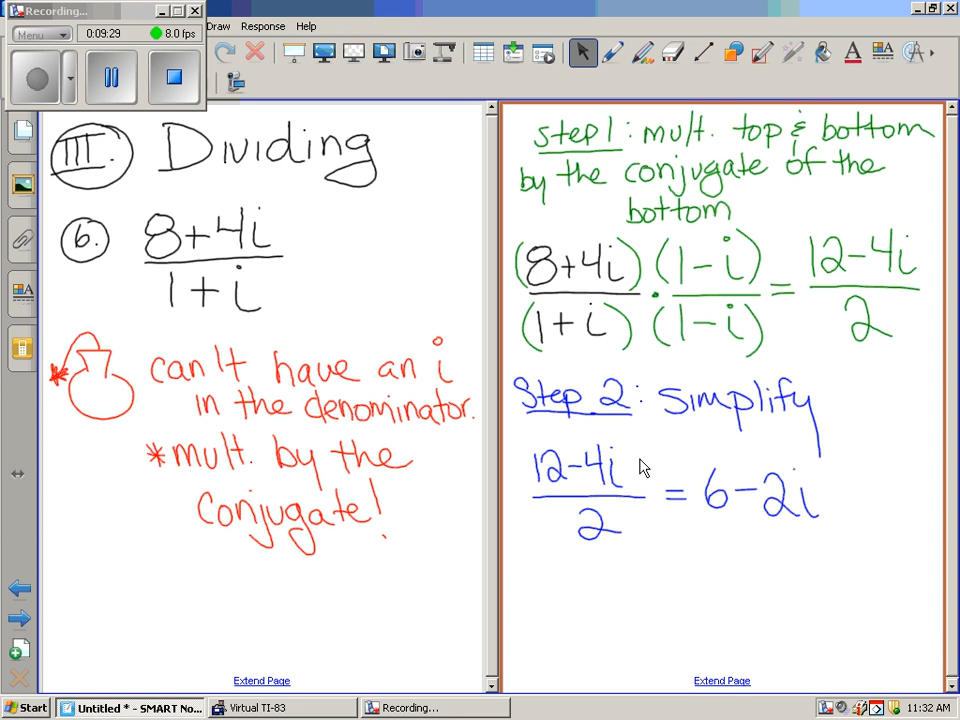 Recording...
Menu
0:09:29
8.0 fps
Draw Response Help
III. Dividing
6. 8+4i
1+i
can't have an i
in the denominator.
*mult. by the
conjugate!
Extend Page
step 1: mult. top & bottom
by the conjugate of the
bottom
(8+4i) (1-i) = 12-4i
(1+i) · (1-i) 2
Step 2: Simplify
12-4i = 6-2i
2
Extend Page
Start
Untitled * - SMART No...
Virtual TI-83
Recording...
11:32 AM